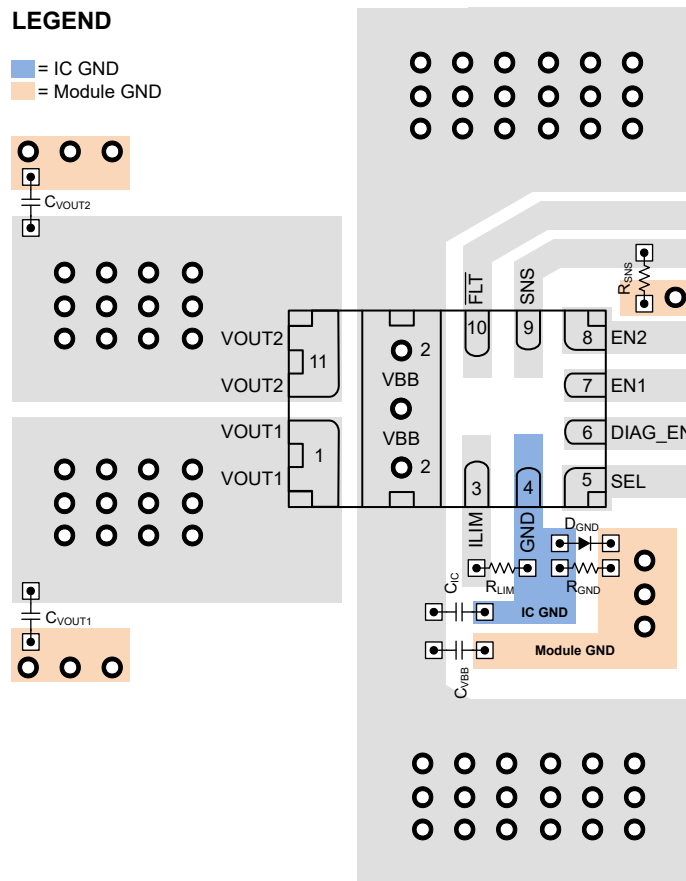 LEGEND
= IC GND
= Module GND
CVOUT2
RSNS
FLT
SNS
10
9
8
EN2
VOUT2
11
VOUT2
2
VBB
7
EN1
VOUT1
1
VOUT1
VBB
2
6
DIAG_EN
3
4
5
SEL
ILIM
GND
DGND
RLIM
RGND
CIC
IC GND
CVOUT1
Module GND
CVBB